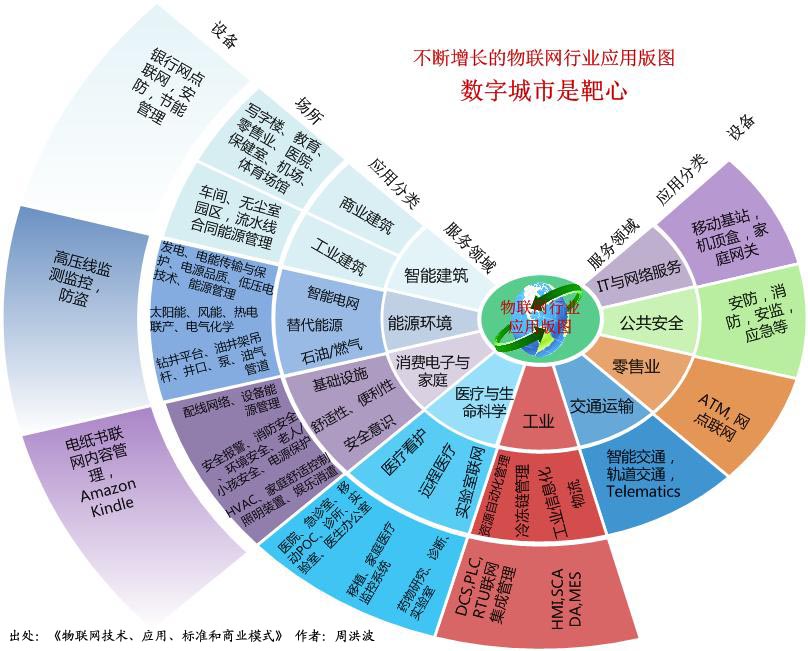 不断增长的物联网行业应用版图
数字城市是靶心
设备
场所
应用分类
服务领域
服务领域
应用分类
设备
物联网行业
应用版图
银行网点
联网，安
防，节能
管理
写字楼、教育、
零售业、医院、
保健室、机场、
体育场馆
商业建筑
车间、无尘室
园区，流水线
合同能源管理
工业建筑
智能建筑
高压线监
测监控，
防盗
发电、电能传输与保
护、电源品质、低压电
技术、能源管理
太阳能、风能、热电
联产、电气化学
钻井平台、油井架吊
杆、井口、泵、油气
管道
智能电网
替代能源
石油/燃气
能源环境
电纸书联
网内容管
理，
Amazon
Kindle
配线网络、设备能
源管理
安全报警、消防安全
、环境安全、老人/
小孩安全、电源保护
HVAC、家庭舒适控制
照明装置、娱乐消遣
基础设施
舒适性、便利性
安全意识
消费电子与
家庭
医院、急诊室、移
动POC、诊所、实
验室、医生办公室
移植、家庭医疗
监控系统
药物研究、诊断、
实验室
医疗看护
远程医疗
实验室联网
医疗与生
命科学
DCS,PLC,
RTU联网
集成管理
HMI,SCA
DA,MES
资源自动化管理
冷冻链管理
工业信息化
物流
工业
智能交通，
轨道交通，
Telematics
交通运输
ATM, 网
点联网
零售业
安防，消
防，安监，
应急等
公共安全
移动基站，
机顶盒，家
庭网关
IT与网络服务
出处：《物联网技术、应用、标准和商业模式》 作者：周洪波